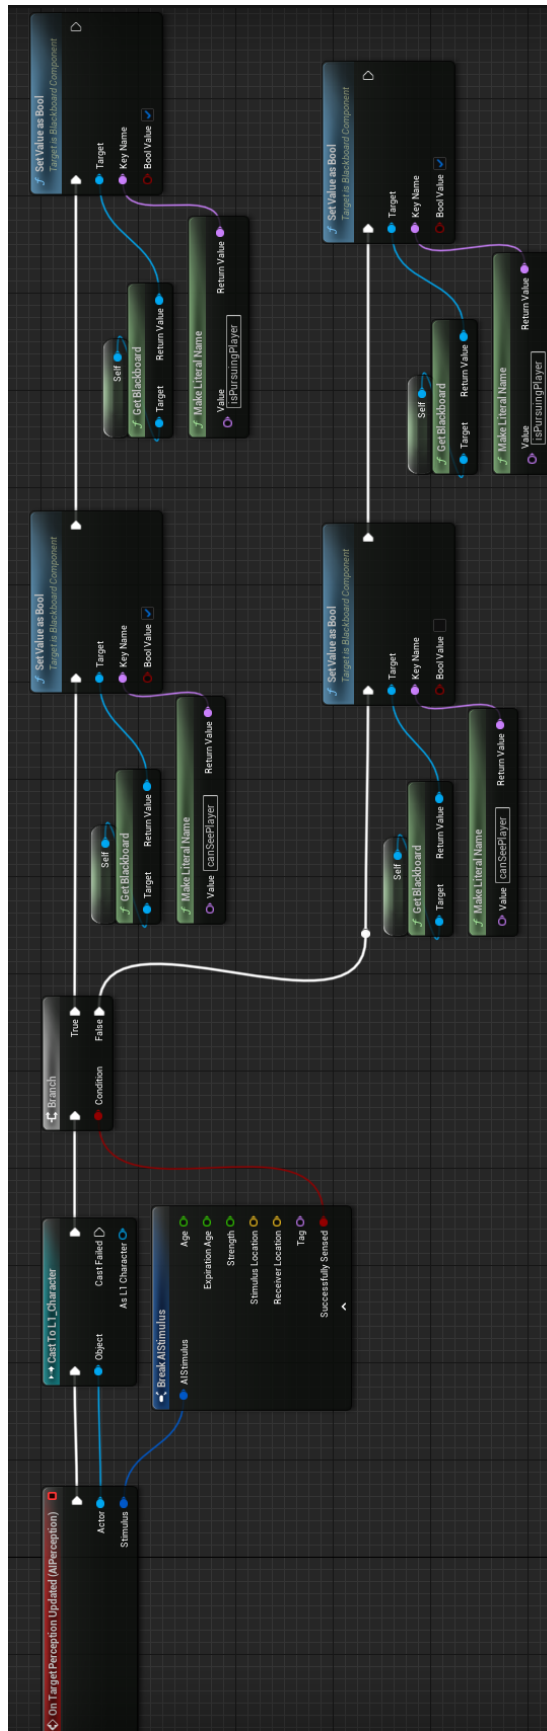 On Target Perception Updated (AIPerception)
Actor
Stimulus
Cast To L1_Character
Object
Cast Failed
As L1 Character
Break AIStimulus
AIStimulus
Age
Expiration Age
Strength
Stimulus Location
Receiver Location
Tag
Successfully Sensed
Branch
Condition
True
False
Set Value as Bool
Target is Blackboard Component
Target
Key Name
Bool Value
Self
Get Blackboard
Target
Return Value
Make Literal Name
Value canSeePlayer
Return Value
Set Value as Bool
Target is Blackboard Component
Target
Key Name
Bool Value
Self
Get Blackboard
Target
Return Value
Make Literal Name
Value
isPursuingPlayer
Return Value
Set Value as Bool
Target is Blackboard Component
Target
Key Name
Bool Value
Self
Get Blackboard
Target
Return Value
Make Literal Name
Value canSeePlayer
Return Value
Set Value as Bool
Target is Blackboard Component
Target
Key Name
Bool Value
Self
Get Blackboard
Target
Return Value
Make Literal Name
Value
isPursuingPlayer
Return Value